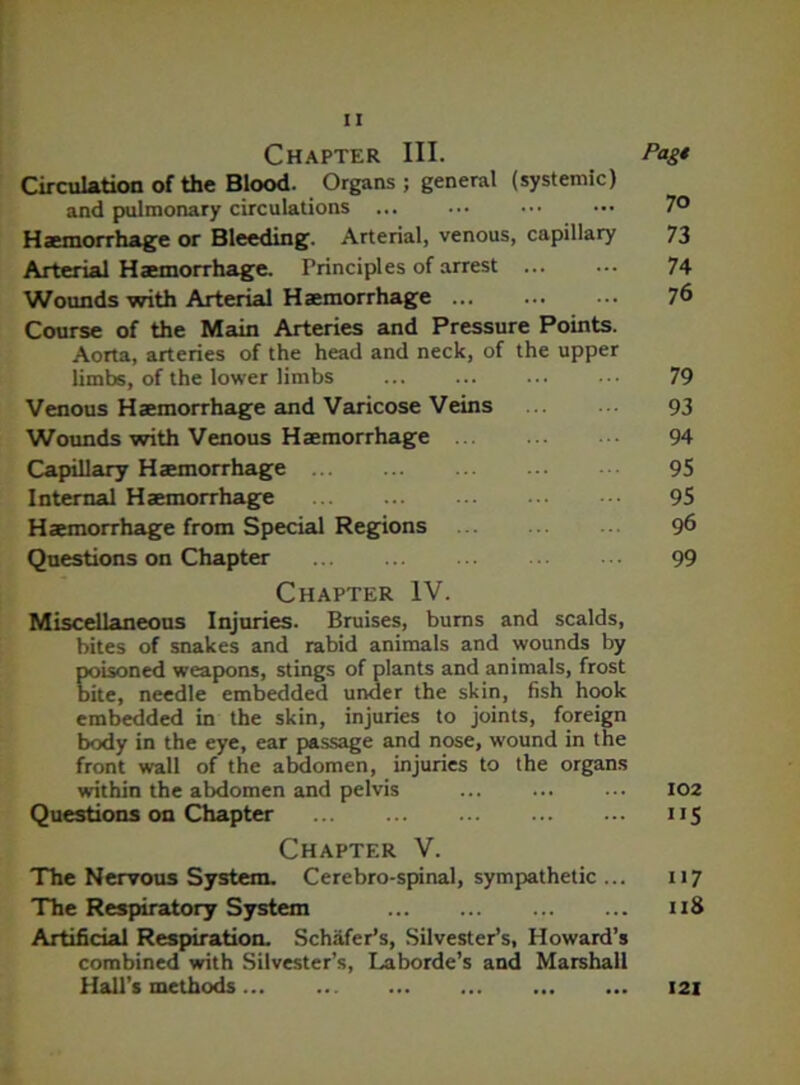 11
CHAPTER III. Page
Circulation of the Blood. Organs ; general (systemic)
and pulmonary circulations ... ... ... ... 70
Hæmorrhage or Bleeding. Arterial, venous, capillary 73
Arterial Hæmorrhage. Principles of arrest ... ... 74
Wounds with Arterial Hæmorrhage ... ... ... 76
Course of the Main Arteries and Pressure Points.
Aorta, arteries of the head and neck, of the upper
limbs, of the lower limbs ... ... ... ... 79
Venous Hæmorrhage and Varicose Veins ... ... 93
Wounds with Venous Hæmorrhage ... ... ... 94
Capillary Hæmorrhage ... ... ... ... ... 95
Internal Hæmorrhage ... ... ... ... ... 95
Hæmorrhage from Special Regions ... ... ... 96
Questions on Chapter ... ... ... ... ... 99
CHAPTER IV.
Miscellaneous Injuries. Bruises, burns and scalds,
bites of snakes and rabid animals and wounds by
poisoned weapons, stings of plants and animals, frost
bite, needle embedded under the skin, fish hook
embedded in the skin, injuries to joints, foreign
body in the eye, ear passage and nose, wound in the
front wall of the abdomen, injuries to the organs
within the abdomen and pelvis ... ... ... 102
Questions on Chapter ... ... ... ... ... 115
CHAPTER V.
The Nervous System. Cerebro-spinal, sympathetic ... 117
The Respiratory System ... ... ... ... 118
Artificial Respiration. Schäfer's, Silvester's, Howard's
combined with Silvester's, Laborde's and Marshall
Hall's methods ... ... ... ... ... ... 121